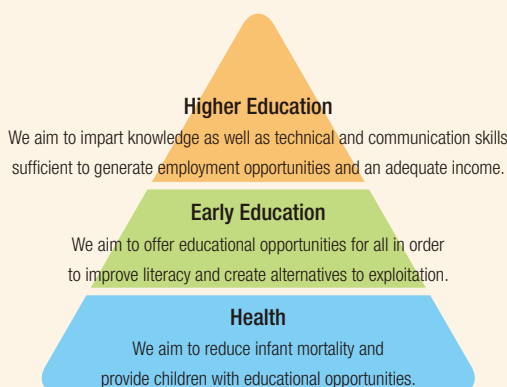 Higher Education
We aim to impart knowledge as well as technical and communication skills
sufficient to generate employment opportunities and an adequate income.
Early Education
We aim to offer educational opportunities for all in order
to improve literacy and create alternatives to exploitation.
Health
We aim to reduce infant mortality and
provide children with educational opportunities.